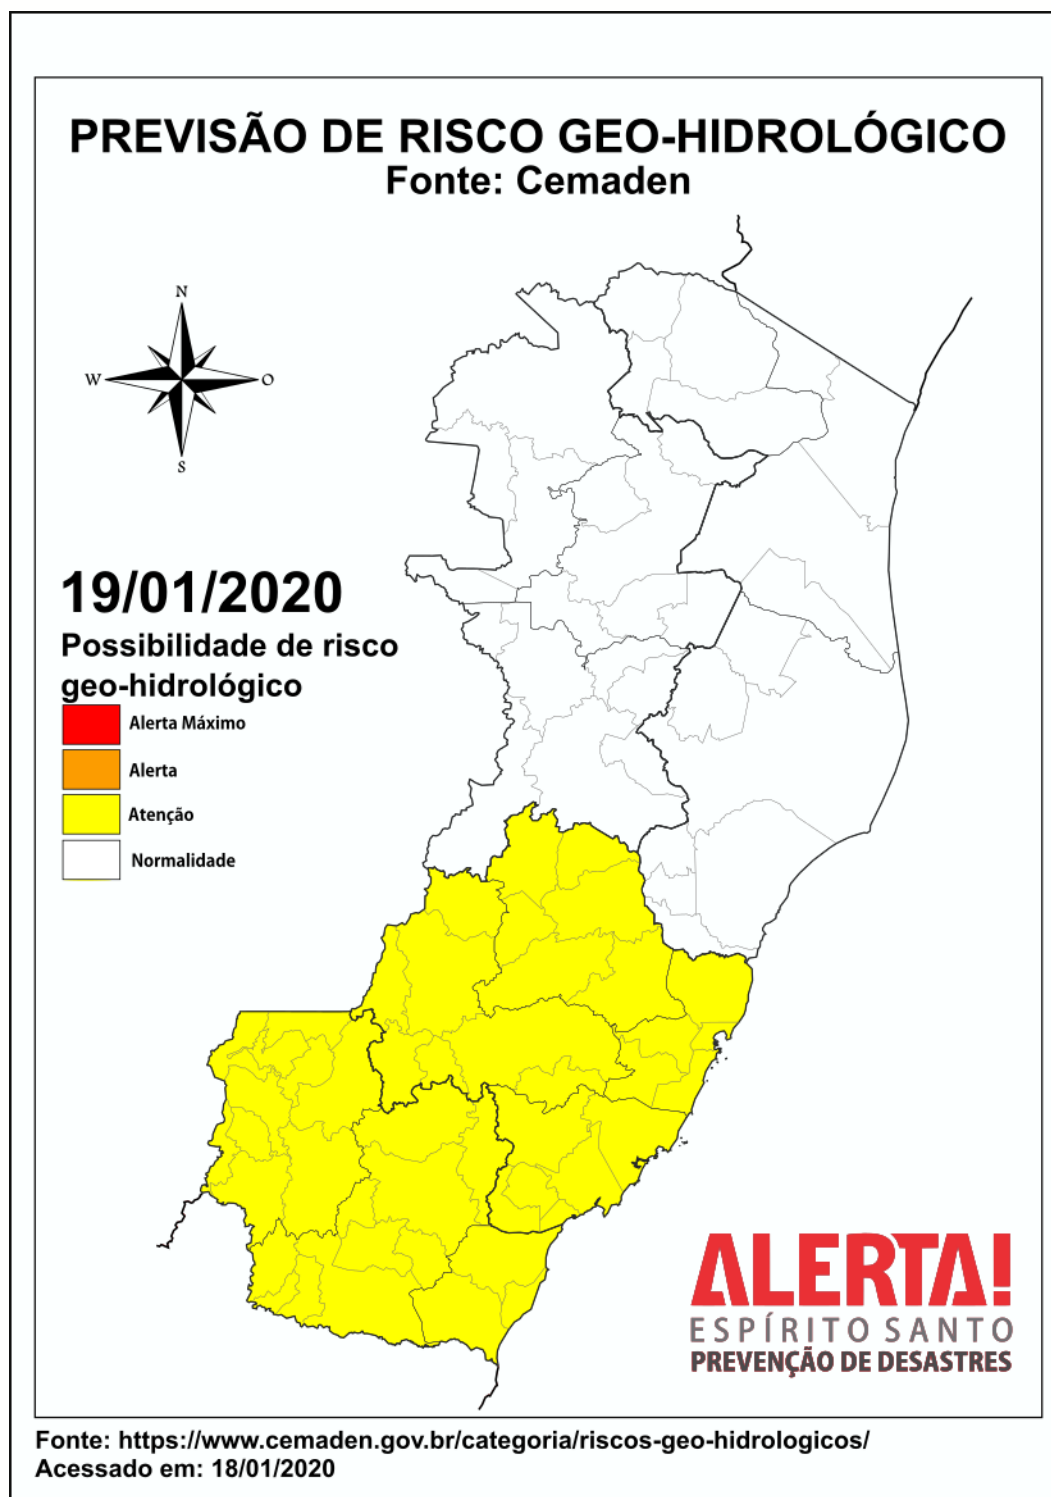 PREVISÃO DE RISCO GEO-HIDROLÓGICO
Fonte: Cemaden
N
W
O
S
19/01/2020
Possibilidade de risco
geo-hidrológico
Alerta Máximo
Alerta
Atenção
Normalidade
ALERTA!
ESPÍRITO SANTO
PREVENÇÃO DE DESASTRES
Fonte: https://www.cemaden.gov.br/categoria/riscos-geo-hidrologicos/
Acessado em: 18/01/2020